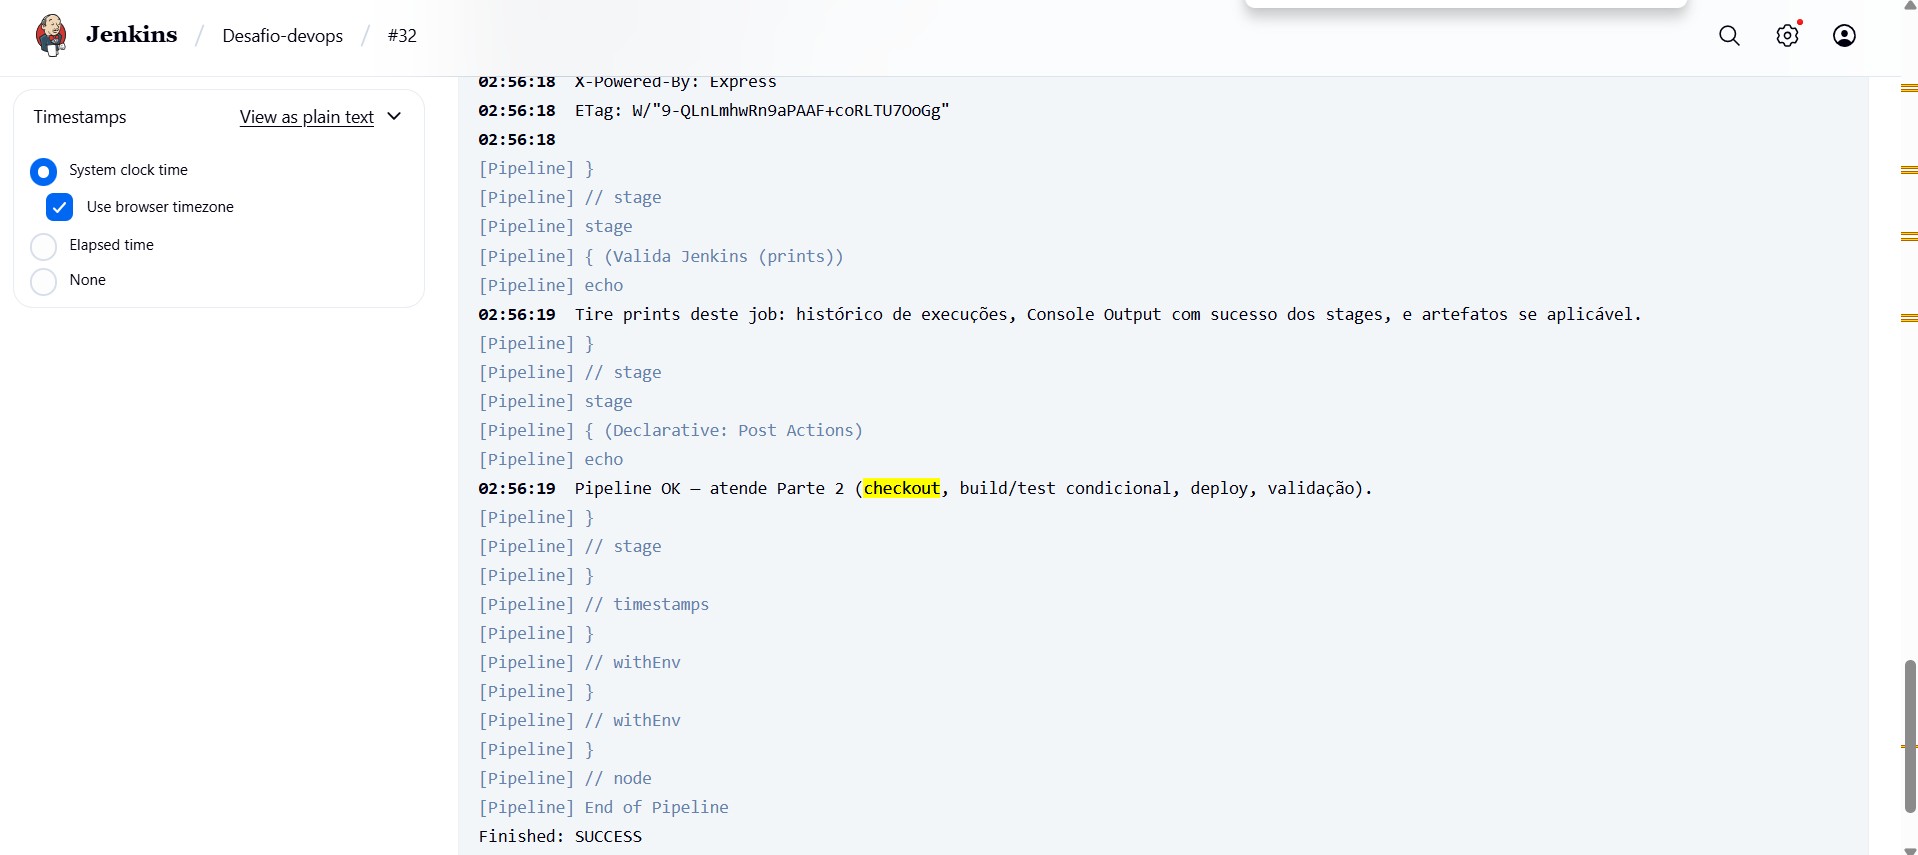 Jenkins / Desafio-devops / #32
Timestamps View as plain text
System clock time
Use browser timezone
Elapsed time
None
02:56:18 X-Powered-By: Express
02:56:18 ETag: W/"9-QLnLmhwRn9aPAAF+coRLTU7OoGg"
02:56:18
[Pipeline] }
[Pipeline] // stage
[Pipeline] stage
[Pipeline] { (Valida Jenkins (prints))
[Pipeline] echo
02:56:19 Tire prints deste job: histórico de execuções, Console Output com sucesso dos stages, e artefatos se aplicável.
[Pipeline] }
[Pipeline] // stage
[Pipeline] stage
[Pipeline] { (Declarative: Post Actions)
[Pipeline] echo
02:56:19 Pipeline OK — atende Parte 2 (checkout, build/test condicional, deploy, validação).
[Pipeline] }
[Pipeline] // stage
[Pipeline] }
[Pipeline] // timestamps
[Pipeline] }
[Pipeline] // withEnv
[Pipeline] }
[Pipeline] // withEnv
[Pipeline] }
[Pipeline] // node
[Pipeline] End of Pipeline
Finished: SUCCESS